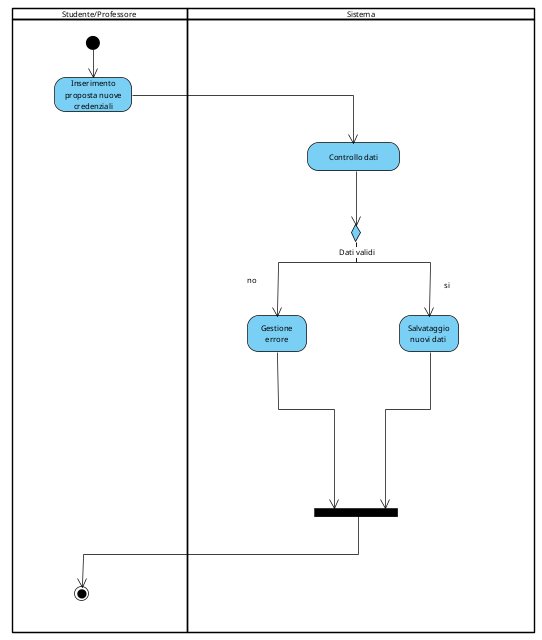 Studente/Professore
Sistema
Inserimento
proposta nuove
credenziali
Controllo dati
Dati validi
no
si
Gestione
errore
Salvataggio
nuovi dati